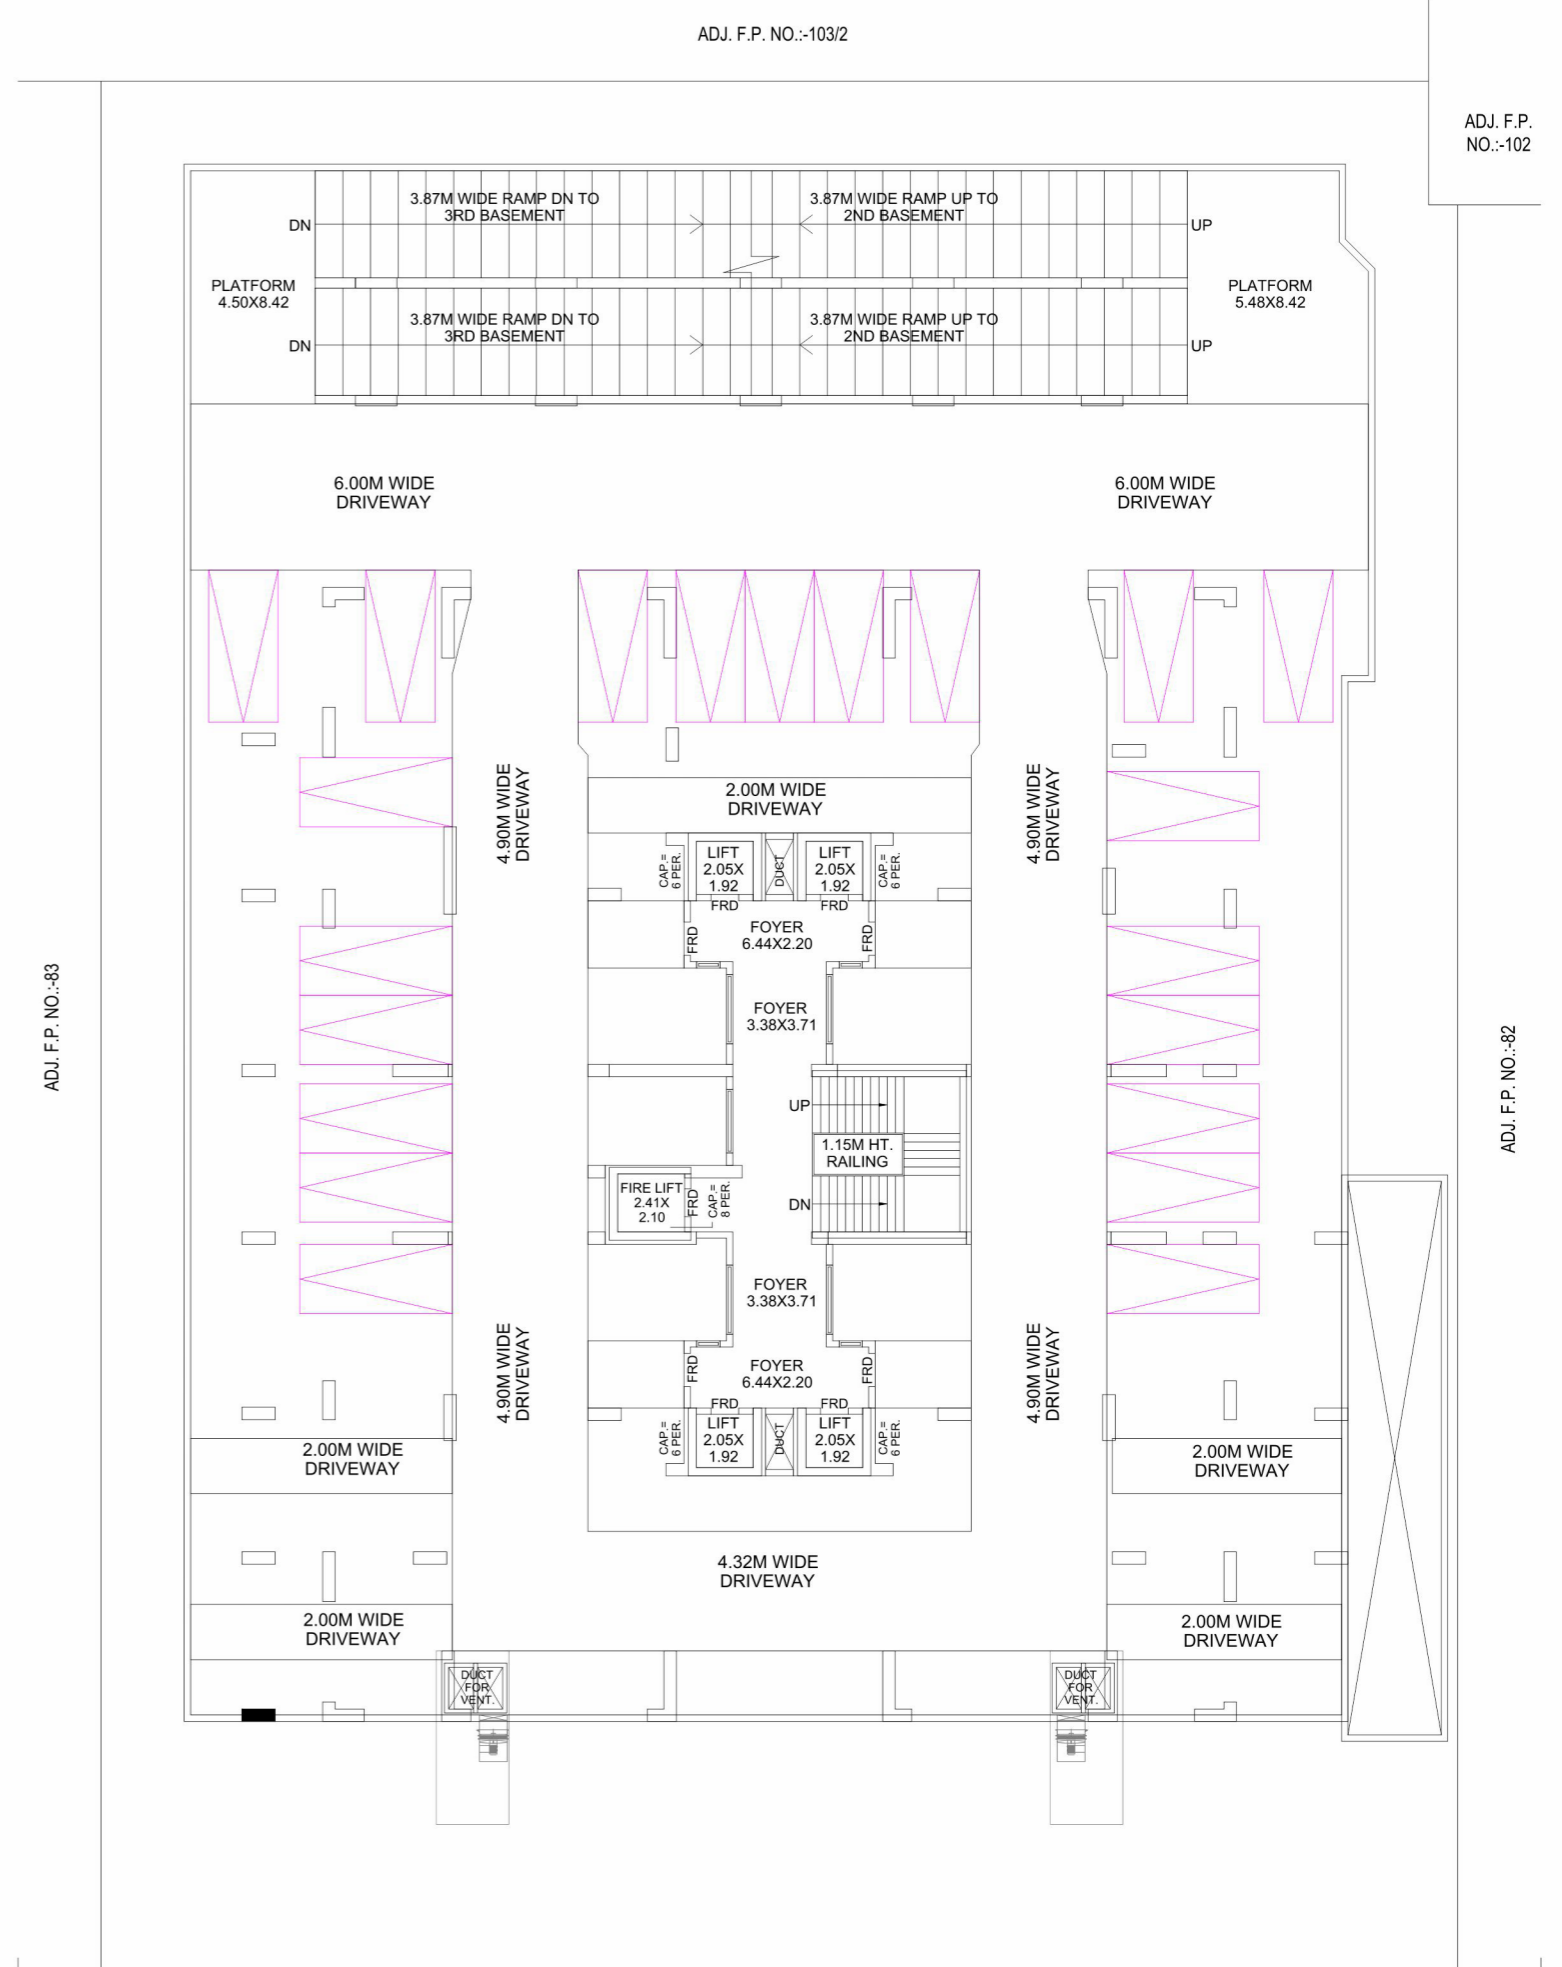 ADJ. F.P. NO.:-103/2
ADJ. F.P.
NO.:-102
3.87M WIDE RAMP DN TO
3RD BASEMENT
3.87M WIDE RAMP UP TO
2ND BASEMENT
DN
UP
PLATFORM
4.50X8.42
PLATFORM
5.48X8.42
3.87M WIDE RAMP DN TO
3RD BASEMENT
3.87M WIDE RAMP UP TO
2ND BASEMENT
DN
UP
6.00M WIDE
DRIVEWAY
6.00M WIDE
DRIVEWAY
4.90M WIDE
DRIVEWAY
2.00M WIDE
DRIVEWAY
4.90M WIDE
DRIVEWAY
CAP.=
6 PER.
LIFT
2.05X
1.92
DUCT
LIFT
2.05X
1.92
CAP.=
6 PER.
FRD
FRD
FRD
FOYER
6.44X2.20
FRD
FOYER
3.38X3.71
ADJ. F.P. NO.:-83
ADJ. F.P. NO.:-82
UP
1.15M HT.
RAILING
DN
FIRE LIFT
2.41X
2.10
FRD
CAP.=
8 PER.
FOYER
3.38X3.71
4.90M WIDE
DRIVEWAY
4.90M WIDE
DRIVEWAY
FRD
FOYER
6.44X2.20
FRD
FRD
FRD
CAP.=
6 PER.
LIFT
2.05X
1.92
DUCT
LIFT
2.05X
1.92
CAP.=
6 PER.
2.00M WIDE
DRIVEWAY
2.00M WIDE
DRIVEWAY
4.32M WIDE
DRIVEWAY
2.00M WIDE
DRIVEWAY
2.00M WIDE
DRIVEWAY
DUCT
FOR
VENT.
DUCT
FOR
VENT.